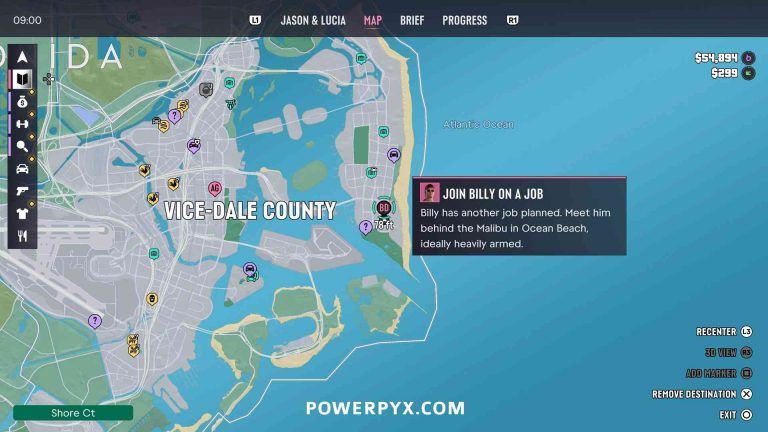 09:00
L1 JASON & LUCIA MAP BRIEF PROGRESS R1
IDA
$54,894
$299
Atlantic Ocean
JOIN BILLY ON A JOB
Billy has another job planned. Meet him
behind the Malibu in Ocean Beach,
ideally heavily armed.
AG
BD
VICE-DALE COUNTY
78ft
RECENTER L3
3D VIEW R3
ADD MARKER
REMOVE DESTINATION
EXIT
Shore Ct
POWERPYX.COM